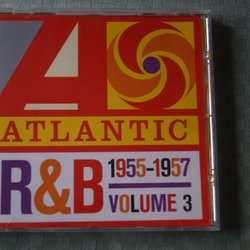 A
ATLANTIC
R&B
1955-1957
VOLUME 3